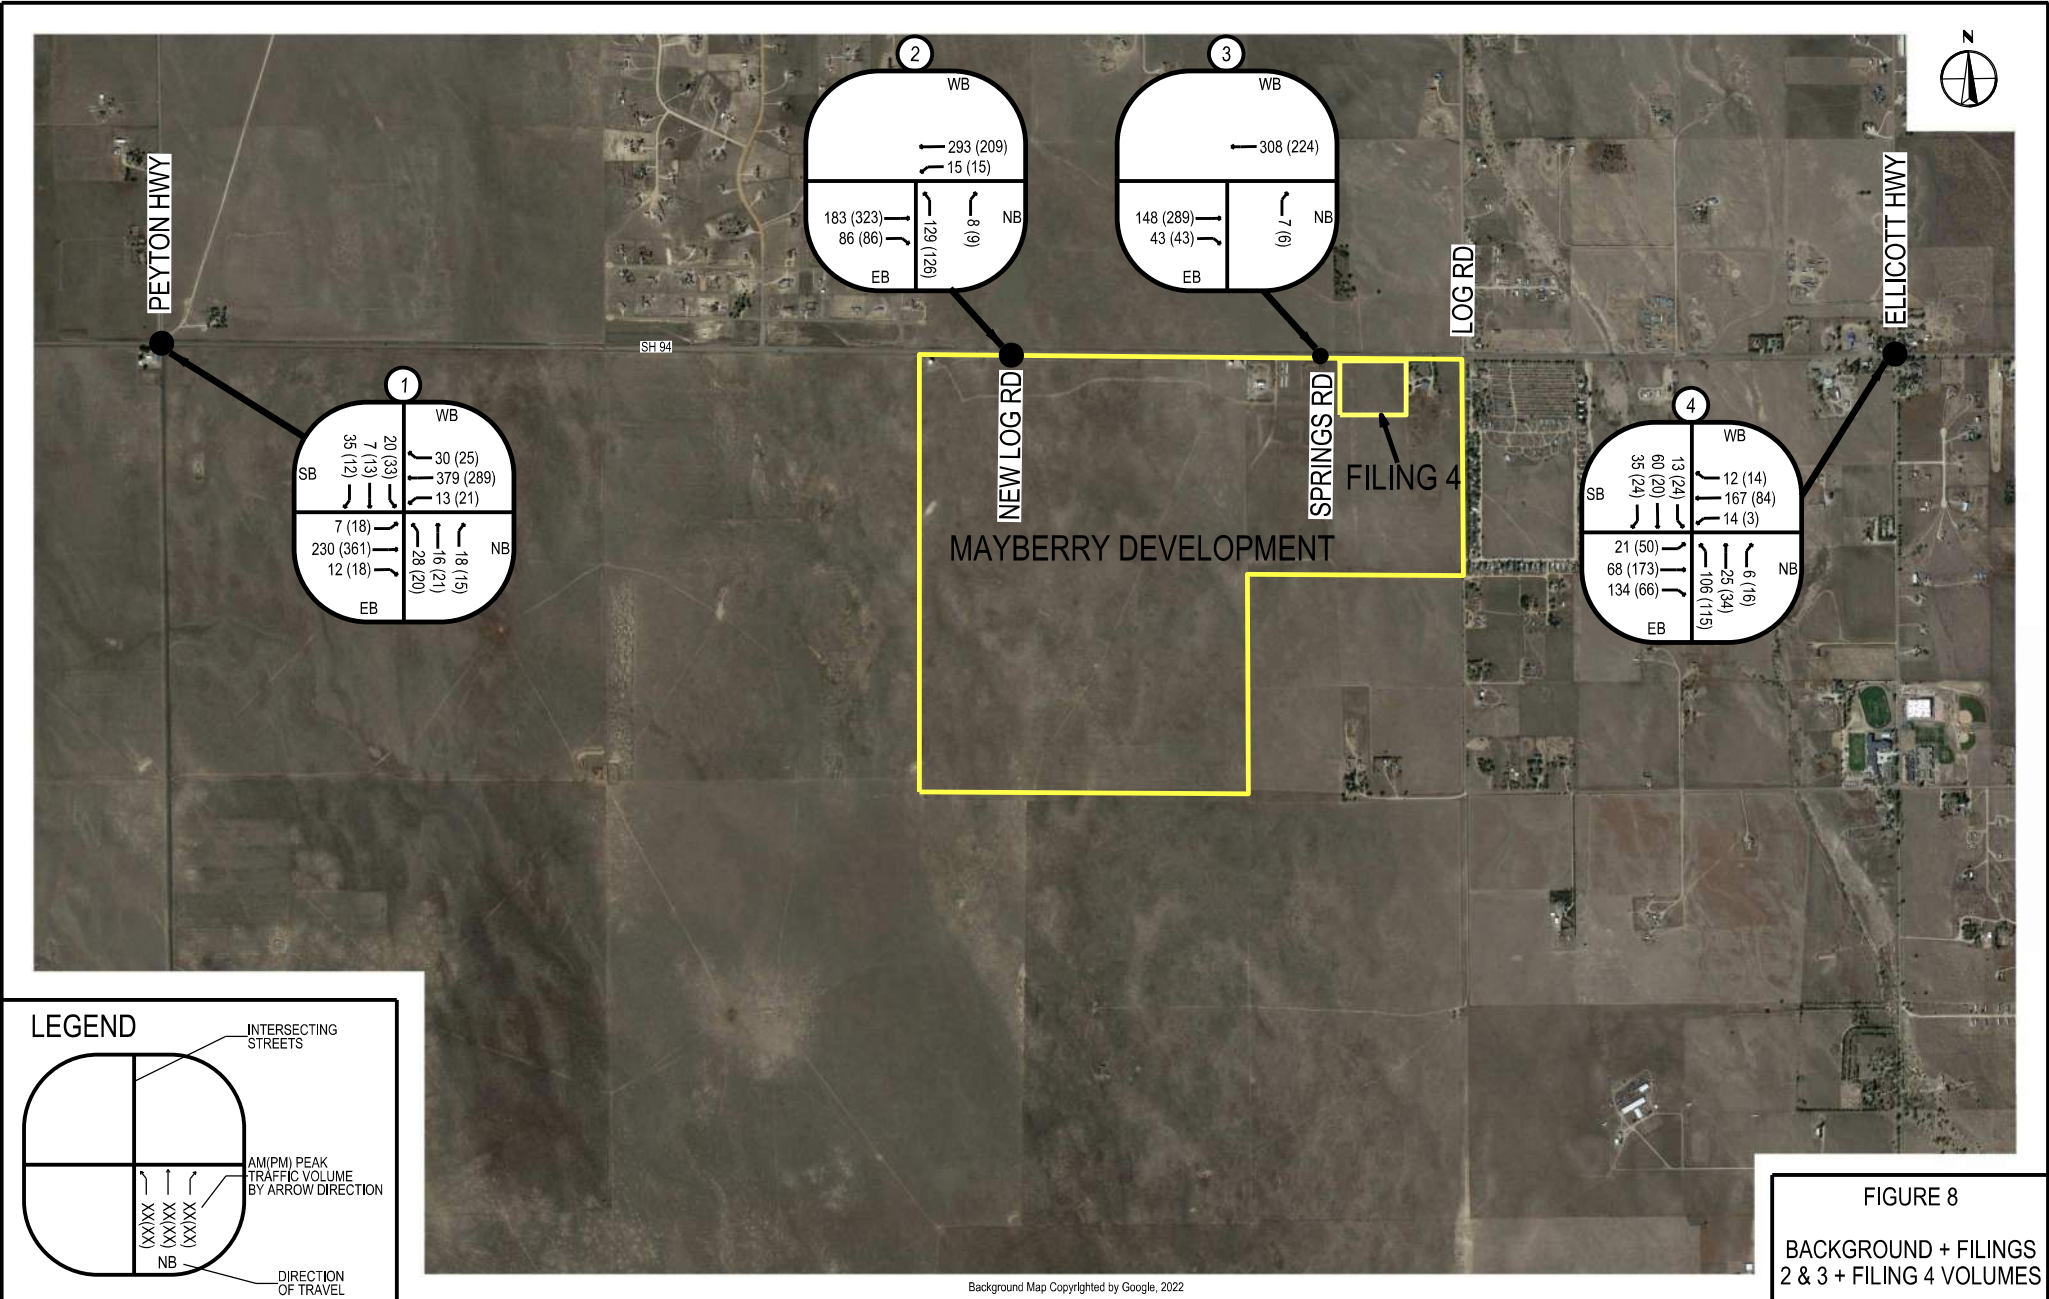 N
2
WB
293 (209)
15 (15)
183 (323)
86 (86)
EB
129 (126)
8 (9)
NB
3
WB
308 (224)
148 (289)
43 (43)
EB
7 (6)
NB
PEYTON HWY
SH 94
NEW LOG RD
SPRINGS RD
LOG RD
ELLICOTT HWY
FILING 4
MAYBERRY DEVELOPMENT
1
WB
SB
35 (12)
7 (13)
20 (33)
30 (25)
379 (289)
13 (21)
7 (18)
230 (361)
12 (18)
EB
28 (20)
16 (21)
18 (15)
NB
4
WB
SB
35 (24)
60 (20)
13 (24)
12 (14)
167 (84)
14 (3)
21 (50)
68 (173)
134 (66)
EB
106 (115)
25 (34)
6 (16)
NB
LEGEND
INTERSECTING
STREETS
AM(PM) PEAK
TRAFFIC VOLUME
BY ARROW DIRECTION
XX(XX)
XX(XX)
XX(XX)
NB
DIRECTION
OF TRAVEL
Background Map Copyrighted by Google, 2022
FIGURE 8
BACKGROUND + FILINGS
2 & 3 + FILING 4 VOLUMES